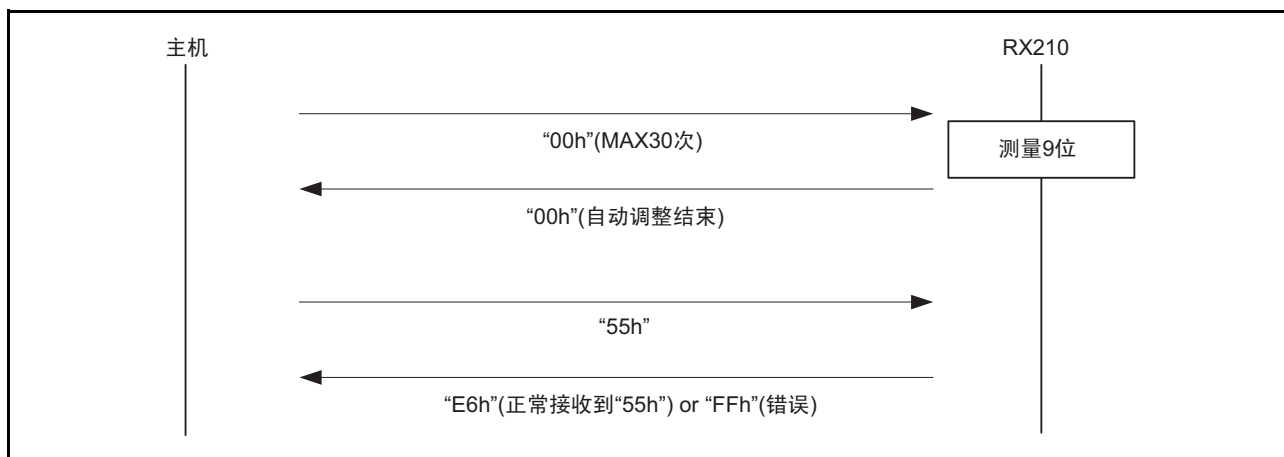 主机
RX210
“00h”(MAX30次)
测量9位
“00h”(自动调整结束)
“55h”
“E6h”(正常接收到“55h”) or “FFh”(错误)